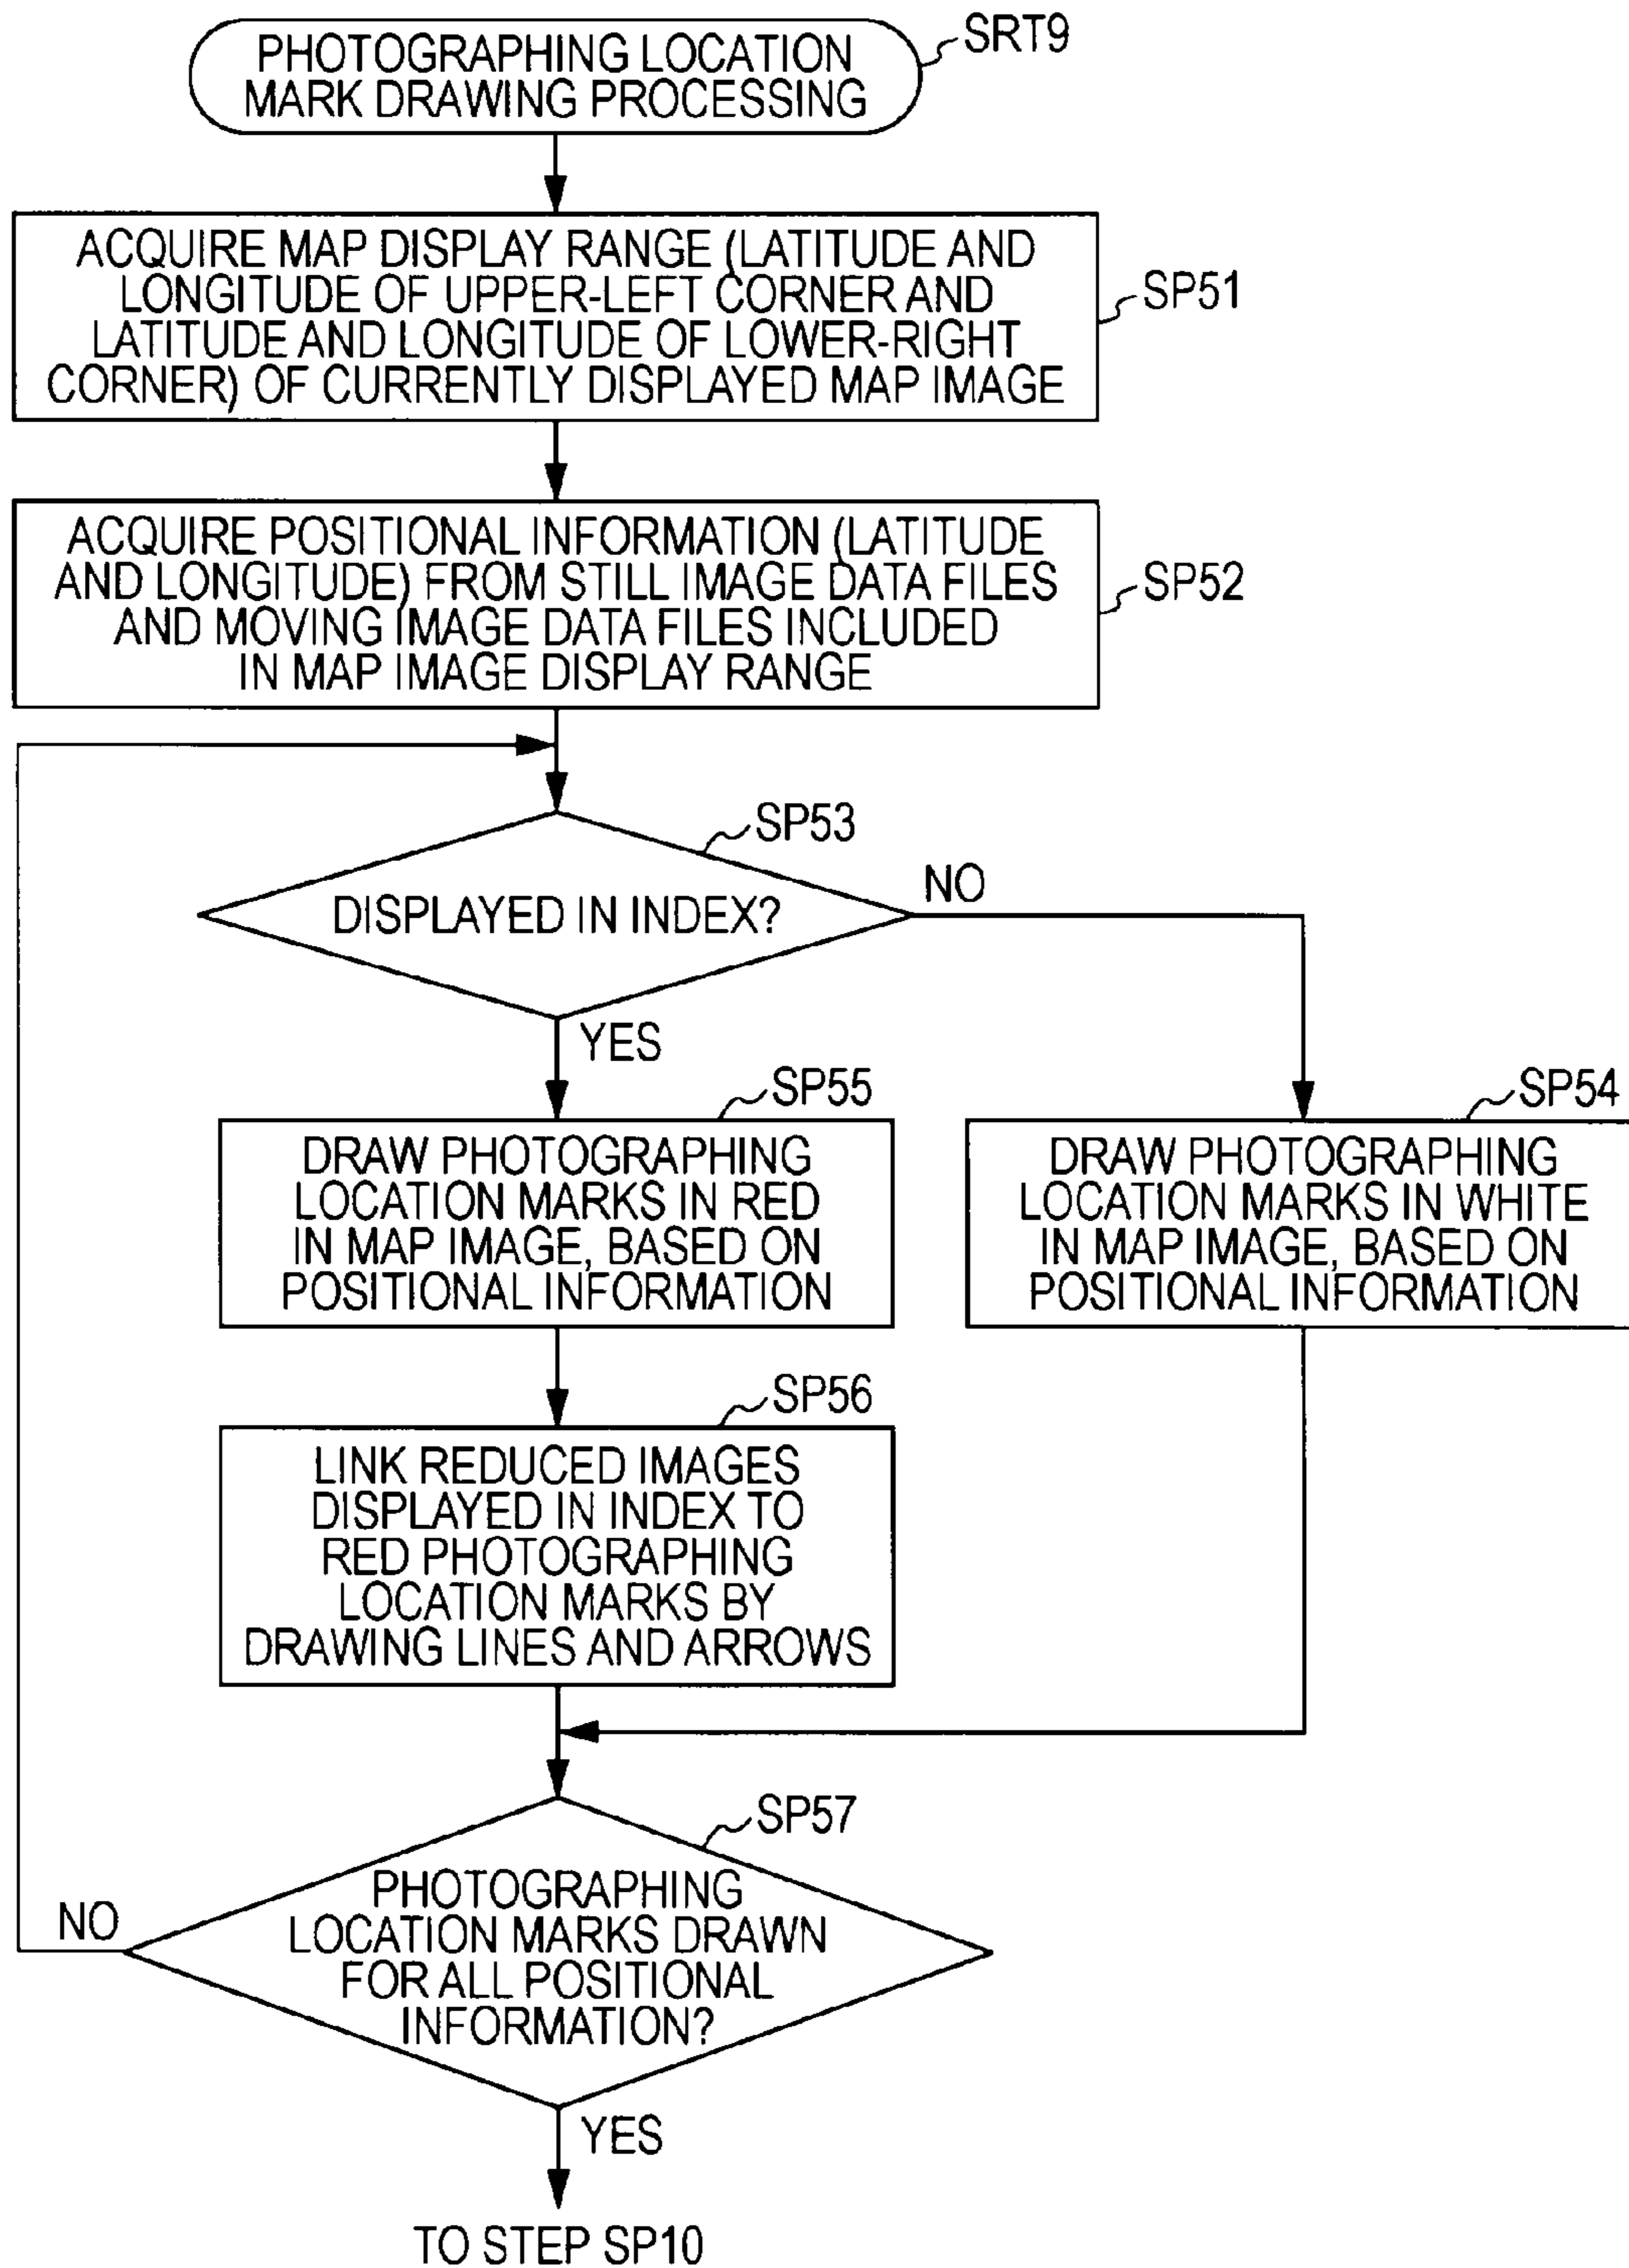 PHOTOGRAPHING LOCATION
MARK DRAWING PROCESSING
SRT9
ACQUIRE MAP DISPLAY RANGE (LATITUDE AND
LONGITUDE OF UPPER-LEFT CORNER AND
LATITUDE AND LONGITUDE OF LOWER-RIGHT
CORNER) OF CURRENTLY DISPLAYED MAP IMAGE
SP51
ACQUIRE POSITIONAL INFORMATION (LATITUDE
AND LONGITUDE) FROM STILL IMAGE DATA FILES
AND MOVING IMAGE DATA FILES INCLUDED
IN MAP IMAGE DISPLAY RANGE
SP52
SP53
DISPLAYED IN INDEX?
NO
YES
SP55
DRAW PHOTOGRAPHING
LOCATION MARKS IN RED
IN MAP IMAGE, BASED ON
POSITIONAL INFORMATION
SP54
DRAW PHOTOGRAPHING
LOCATION MARKS IN WHITE
IN MAP IMAGE, BASED ON
POSITIONAL INFORMATION
SP56
LINK REDUCED IMAGES
DISPLAYED IN INDEX TO
RED PHOTOGRAPHING
LOCATION MARKS BY
DRAWING LINES AND ARROWS
SP57
PHOTOGRAPHING
LOCATION MARKS DRAWN
FOR ALL POSITIONAL
INFORMATION?
NO
YES
TO STEP SP10